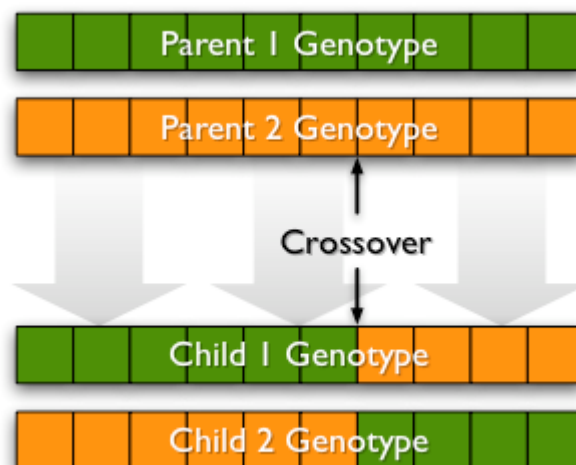 Parent 1 Genotype
Parent 2 Genotype
Crossover
Child 1 Genotype
Child 2 Genotype